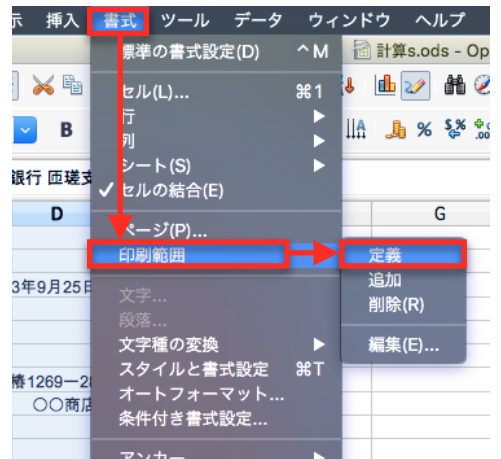 示 挿入 書式 ツール データ ウィンドウ ヘルプ
標準の書式設定(D) ^M
計算s.ods - Op
セル(L)... ⌘1
行
列
B
%
シート(S)
銀行 匝瑳支
✓ セルの結合(E)
D
G
ページ(P)...
印刷範囲
定義
3年9月25日
追加
文字...
削除(R)
段落...
文字種の変換
編集(E)...
スタイルと書式設定 ⌘T
椿1269ー2
オートフォーマット...
〇〇商店
条件付き書式設定...
アンカー